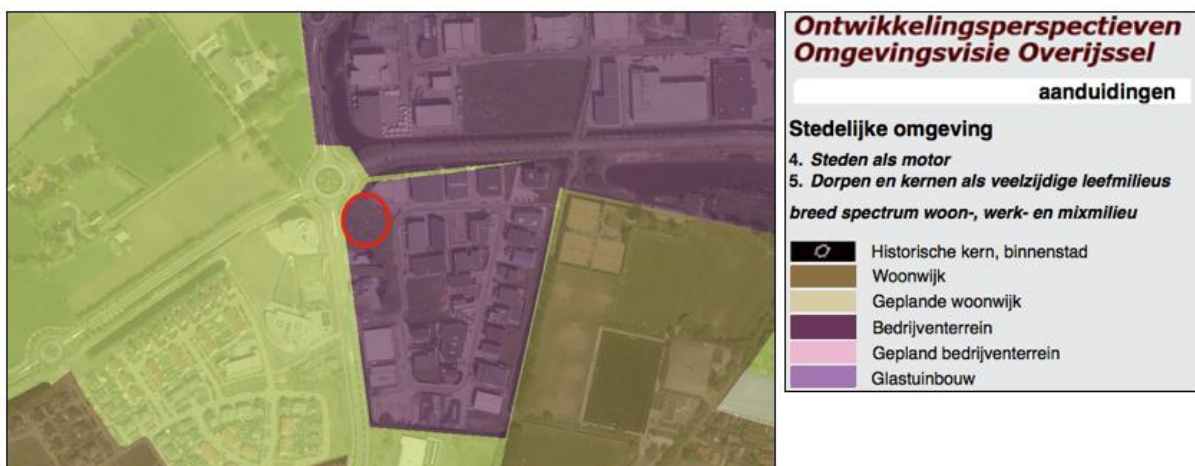 Ontwikkelingsperspectieven
Omgevingsvisie Overijssel
aanduidingen
Stedelijke omgeving
4. Steden als motor
5. Dorpen en kernen als veelzijdige leefmilieus
breed spectrum woon-, werk- en mixmilieu
Historische kern, binnenstad
Woonwijk
Geplande woonwijk
Bedrijventerrein
Gepland bedrijventerrein
Glastuinbouw